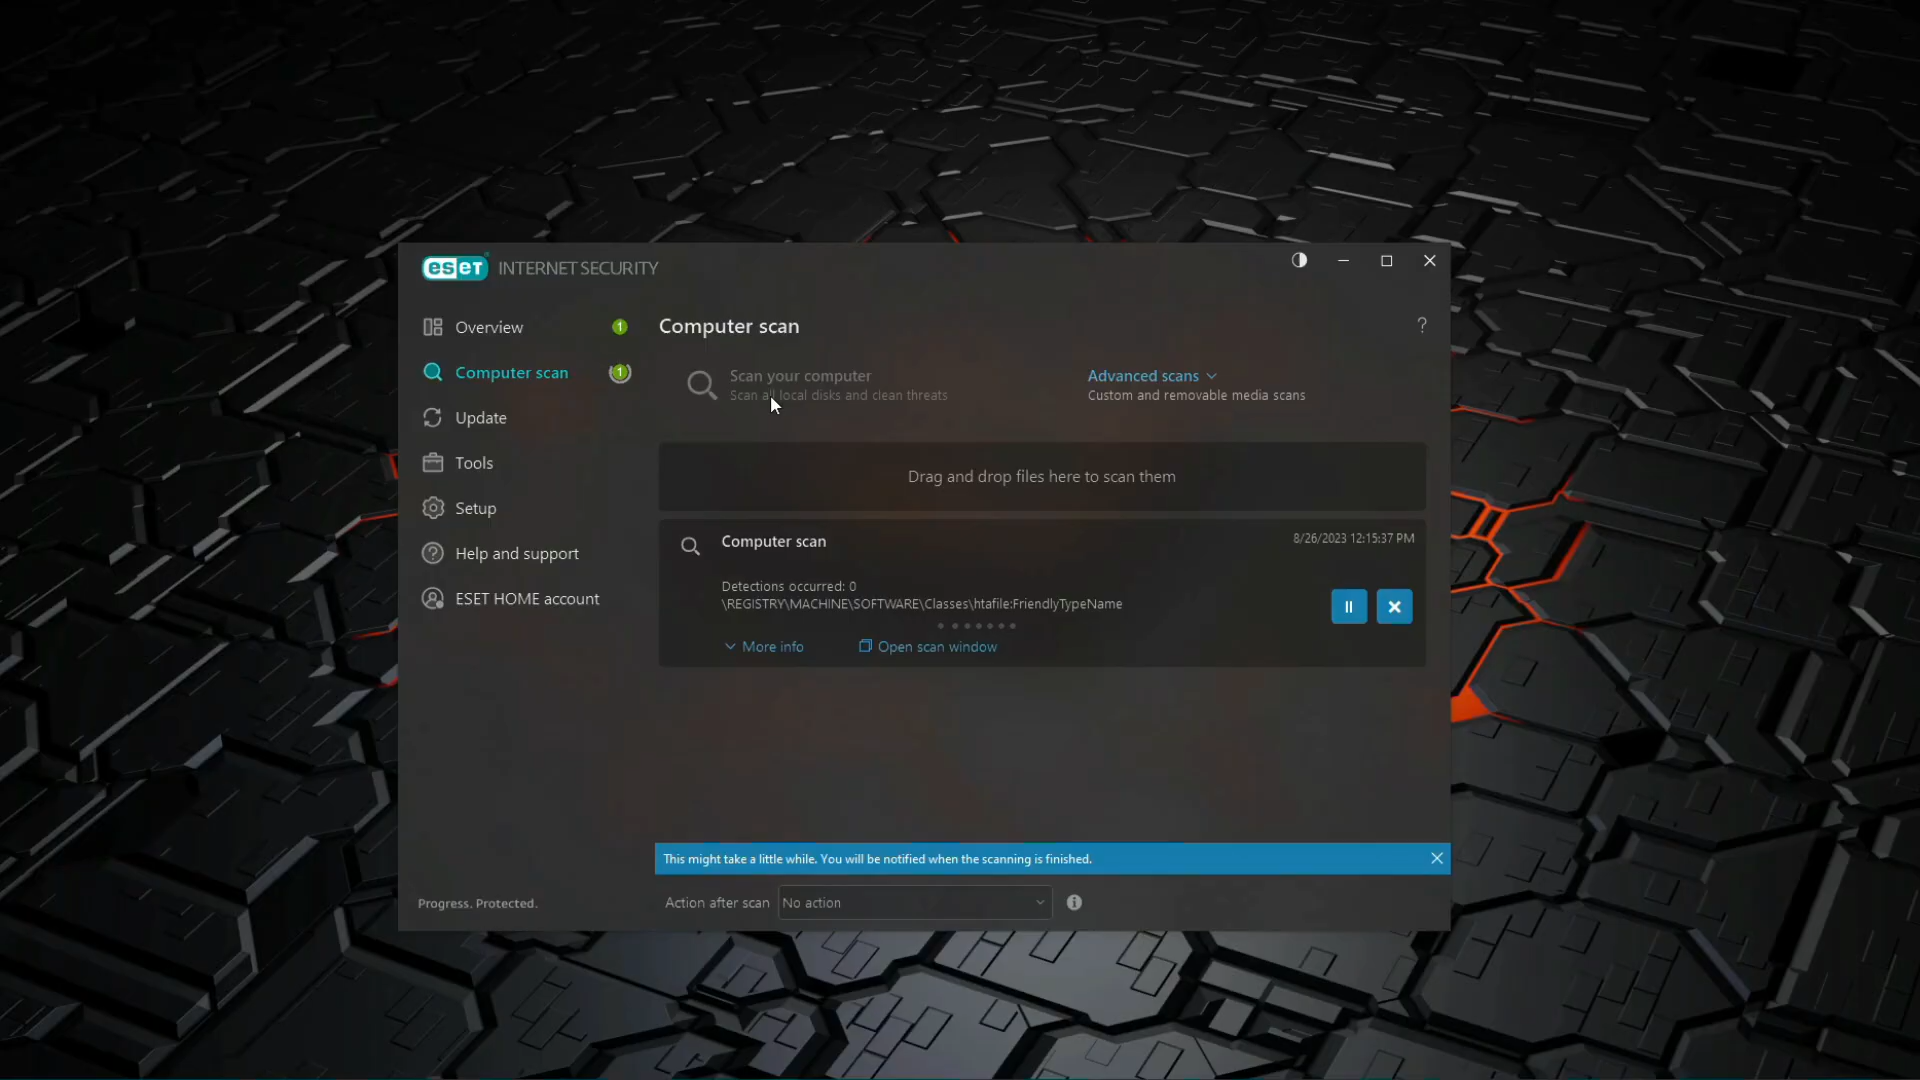 eseT INTERNET SECURITY
Overview
1
Computer scan
1
Update
Tools
Setup
Help and support
ESET HOME account
Progress. Protected.
Computer scan
?
Scan your computer
Scan all local disks and clean threats
Advanced scans
Custom and removable media scans
Drag and drop files here to scan them
Computer scan
8/26/2023 12:15:37 PM
Detections occurred: 0
\REGISTRY\MACHINE\SOFTWARE\Classes\htafile:FriendlyTypeName
More info
Open scan window
This might take a little while. You will be notified when the scanning is finished.
Action after scan
No action